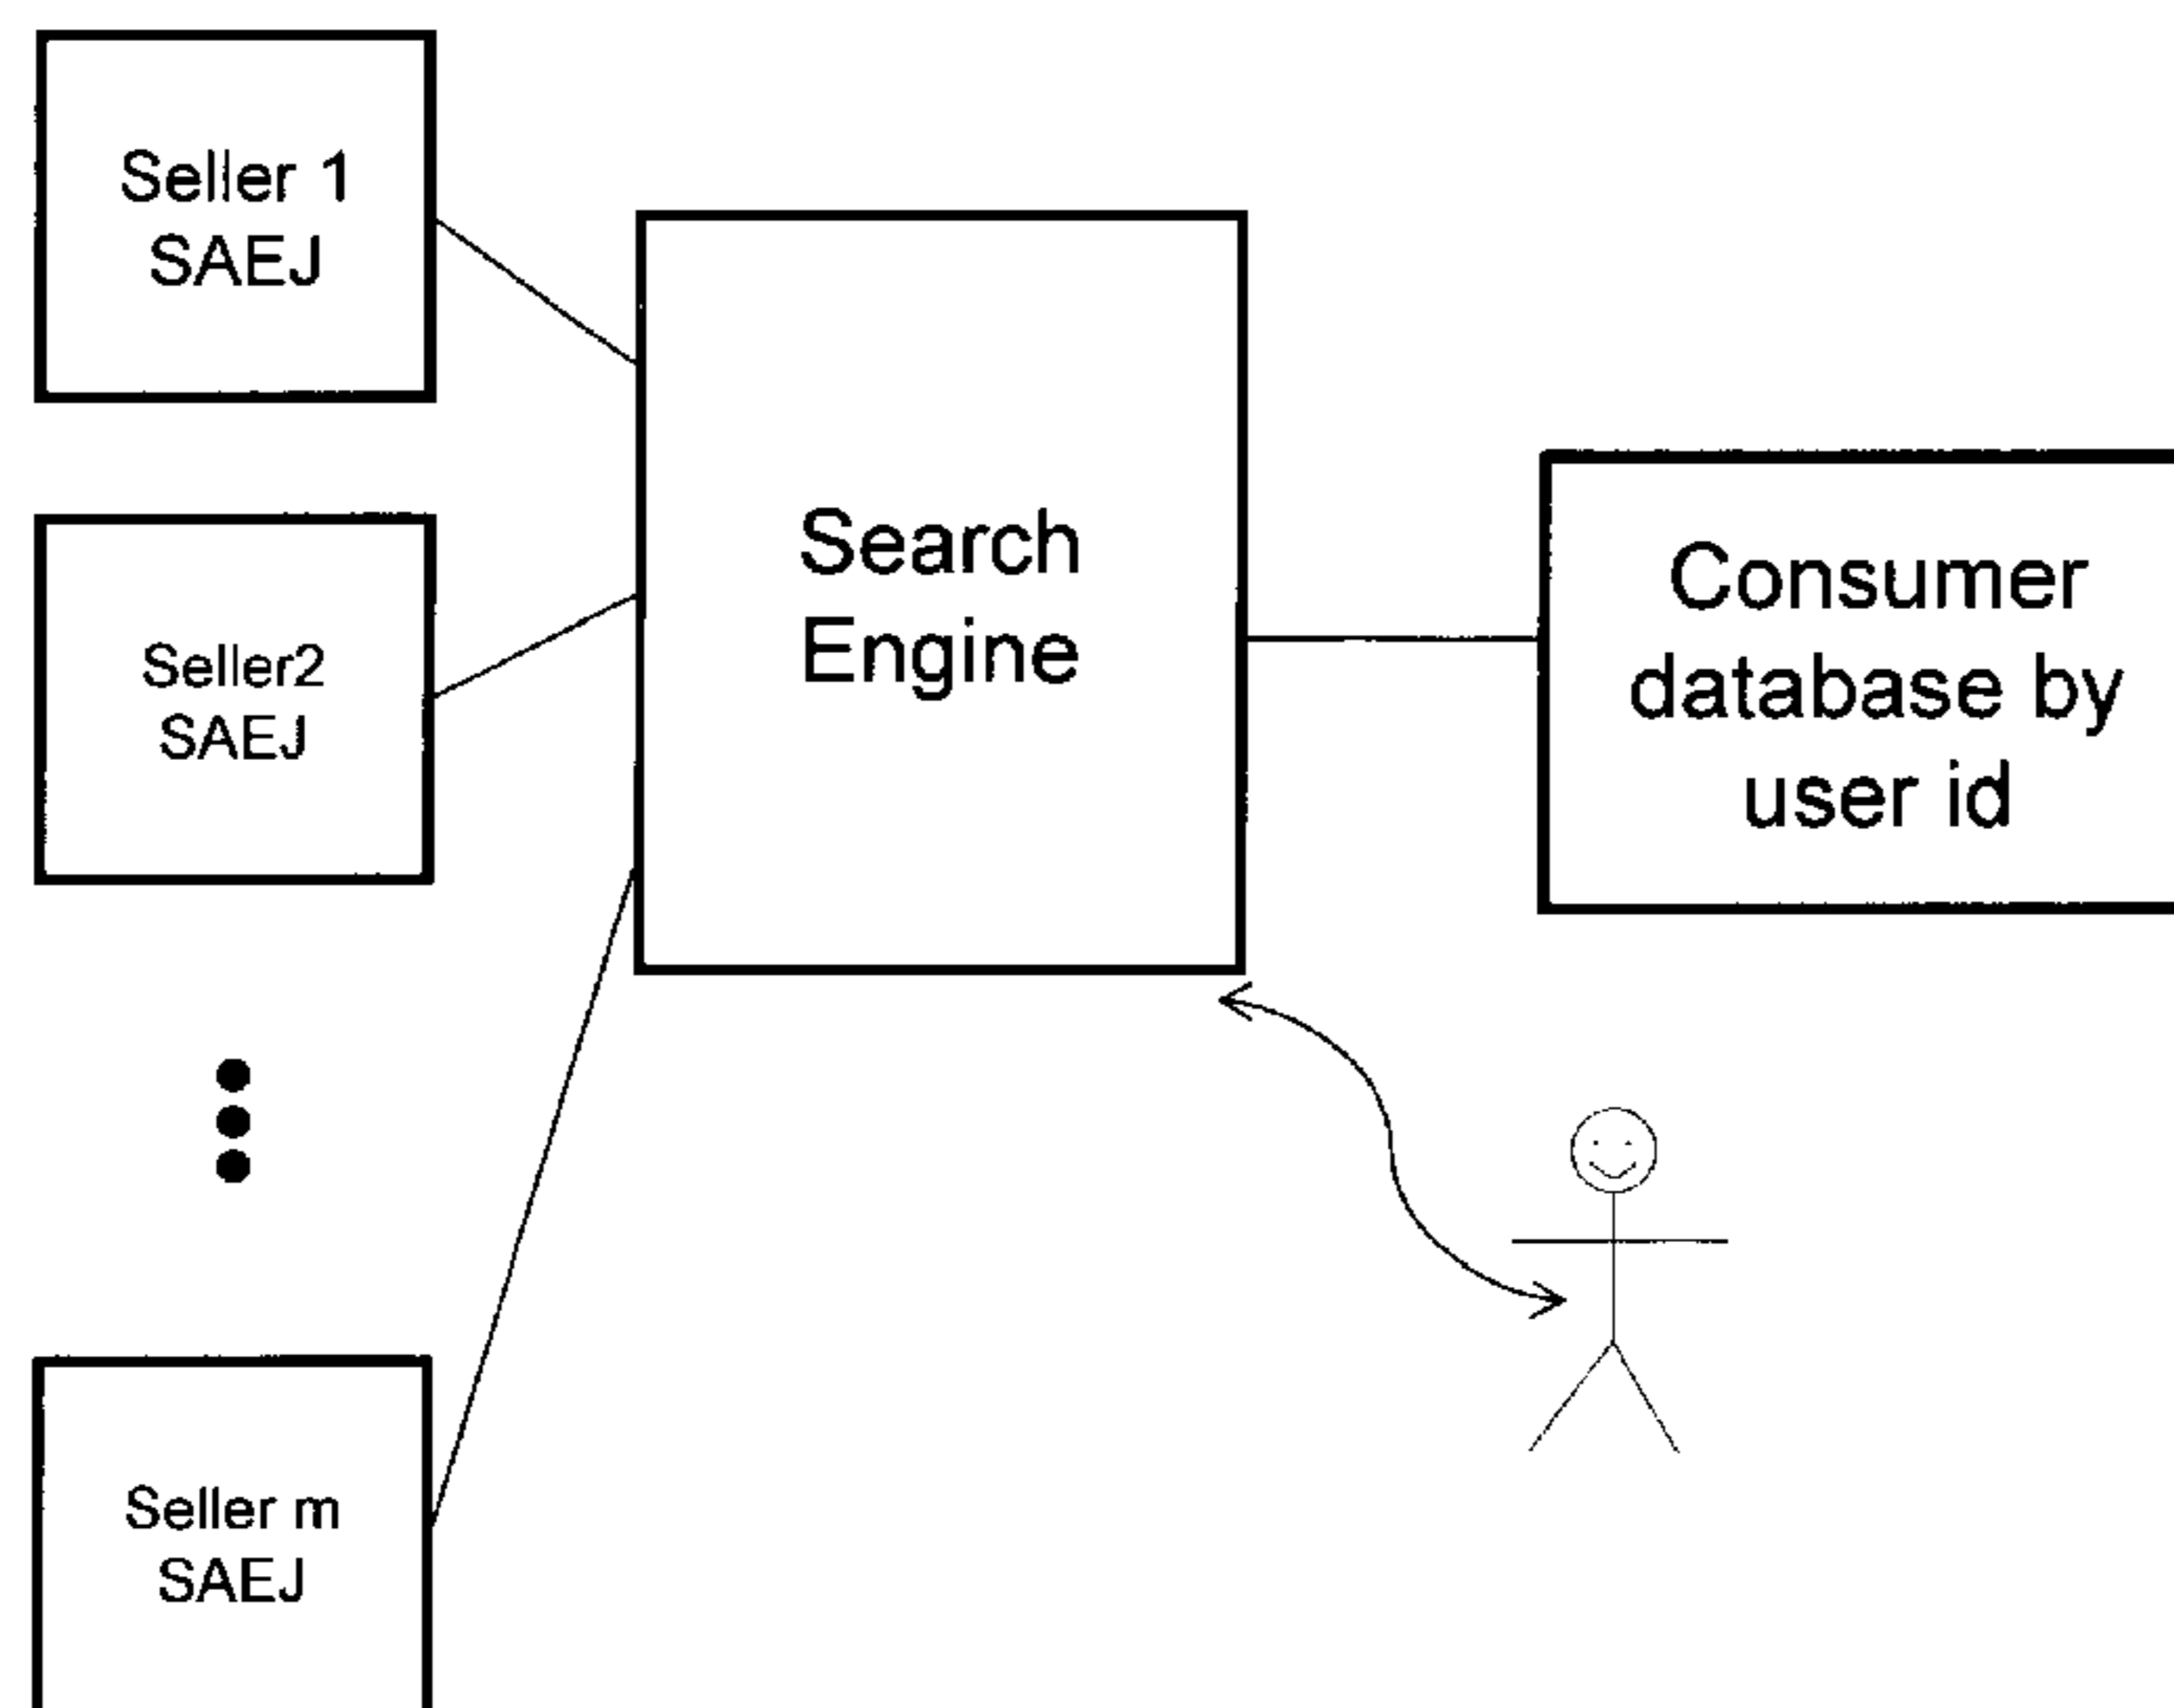 Seller 1
SAEJ
Search
Engine
Consumer
database by
user id
Seller2
SAEJ
Seller m
SAEJ